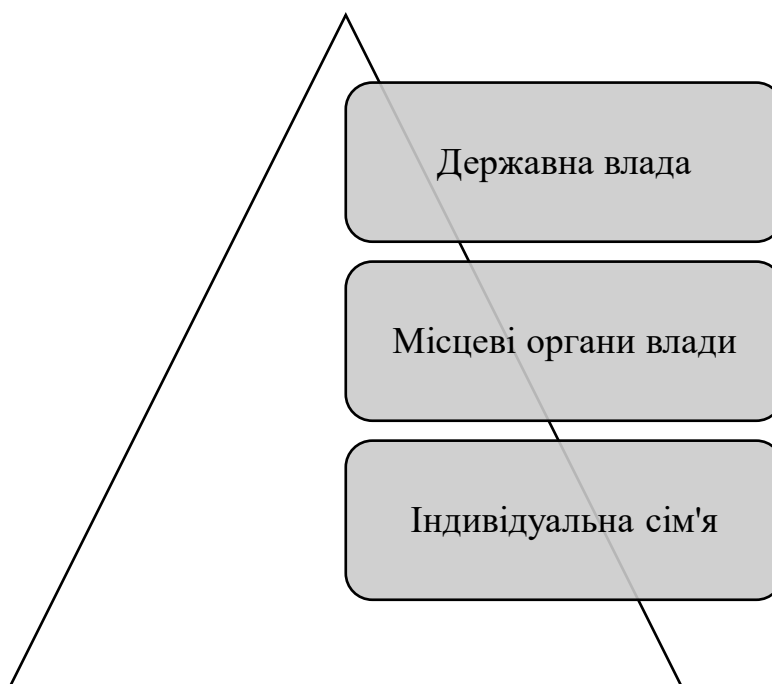 Державна влада
Місцеві органи влади
Індивідуальна сім'я